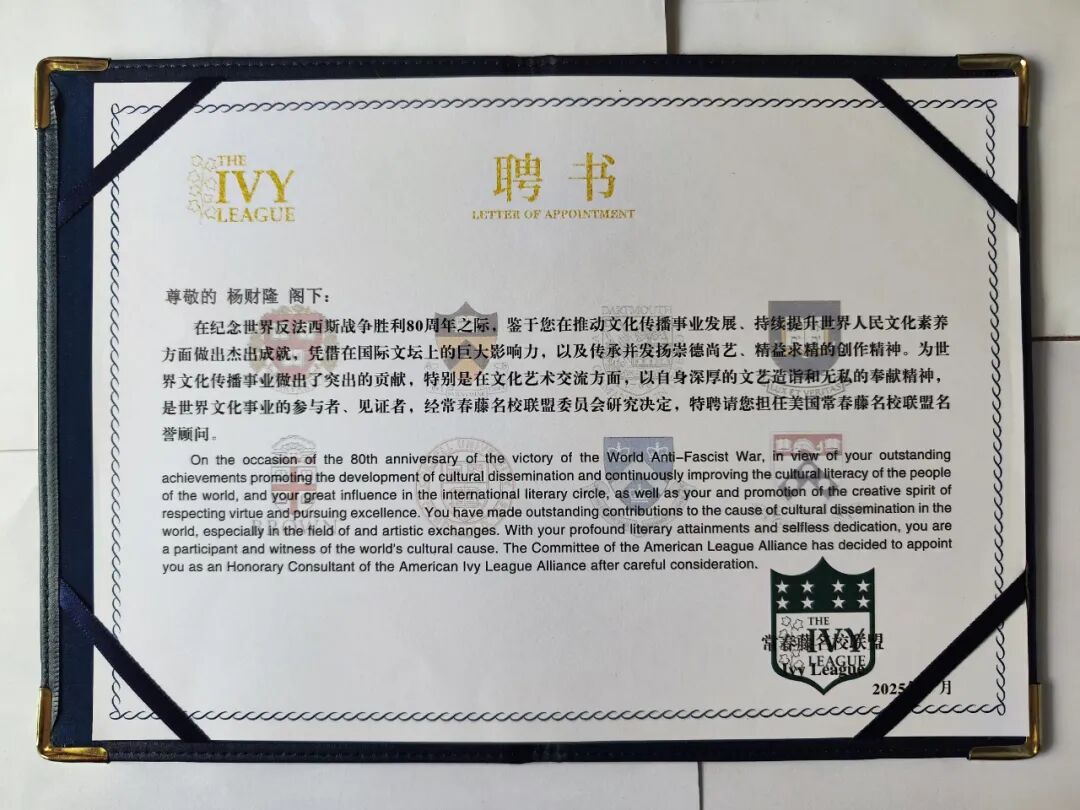 THE
IVY
LEAGUE
聘书
LETTER OF APPOINTMENT
尊敬的 杨财隆 阁下：
在纪念世界反法西斯战争胜利80周年之际，鉴于您在推动文化传播事业发展、持续提升世界人民文化素养
方面做出杰出成就，凭借在国际文坛上的巨大影响力，以及传承并发扬崇德尚艺、精益求精的创作精神。为世
界文化传播事业做出了突出的贡献，特别是在文化艺术交流方面，以自身深厚的文艺造诣和无私的奉献精神，
是世界文化事业的参与者、见证者，经常春藤名校联盟委员会研究决定，特聘请您担任美国常春藤名校联盟名
誉顾问。
On the occasion of the 80th anniversary of the victory of the World Anti-Fascist War, in view of your outstanding
achievements promoting the development of cultural dissemination and continuously improving the cultural literacy of the people
of the world, and your great influence in the international literary circle, as well as your and promotion of the creative spirit of
respecting virtue and pursuing excellence. You have made outstanding contributions to the cause of cultural dissemination in the
world, especially in the field of and artistic exchanges. With your profound literary attainments and selfless dedication, you are
a participant and witness of the world's cultural cause. The Committee of the American League Alliance has decided to appoint
you as an Honorary Consultant of the American Ivy League Alliance after careful consideration.
DARTMOUTH
LUX ET VERITAS
BROWN
THE
IVY
LEAGUE
常春藤名校联盟
Ivy League
2025 月